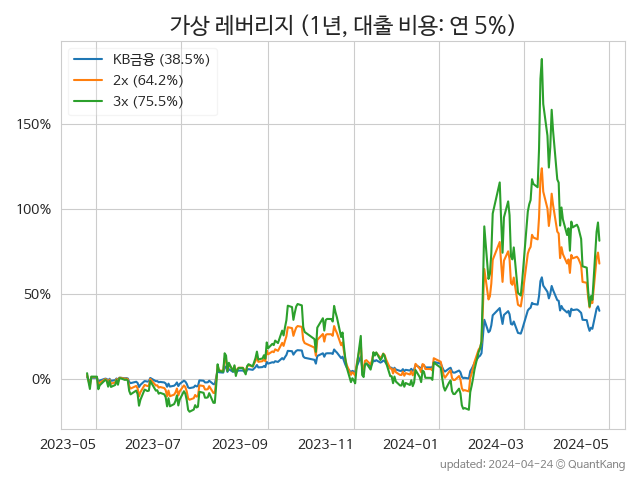 가상 레버리지 (1년, 대출 비용: 연 5%)
KB금융 (38.5%)
2x (64.2%)
3x (75.5%)
150%
100%
50%
0%
2023-05 2023-07 2023-09 2023-11 2024-01 2024-03 2024-05
updated: 2024-04-24 © QuantKang